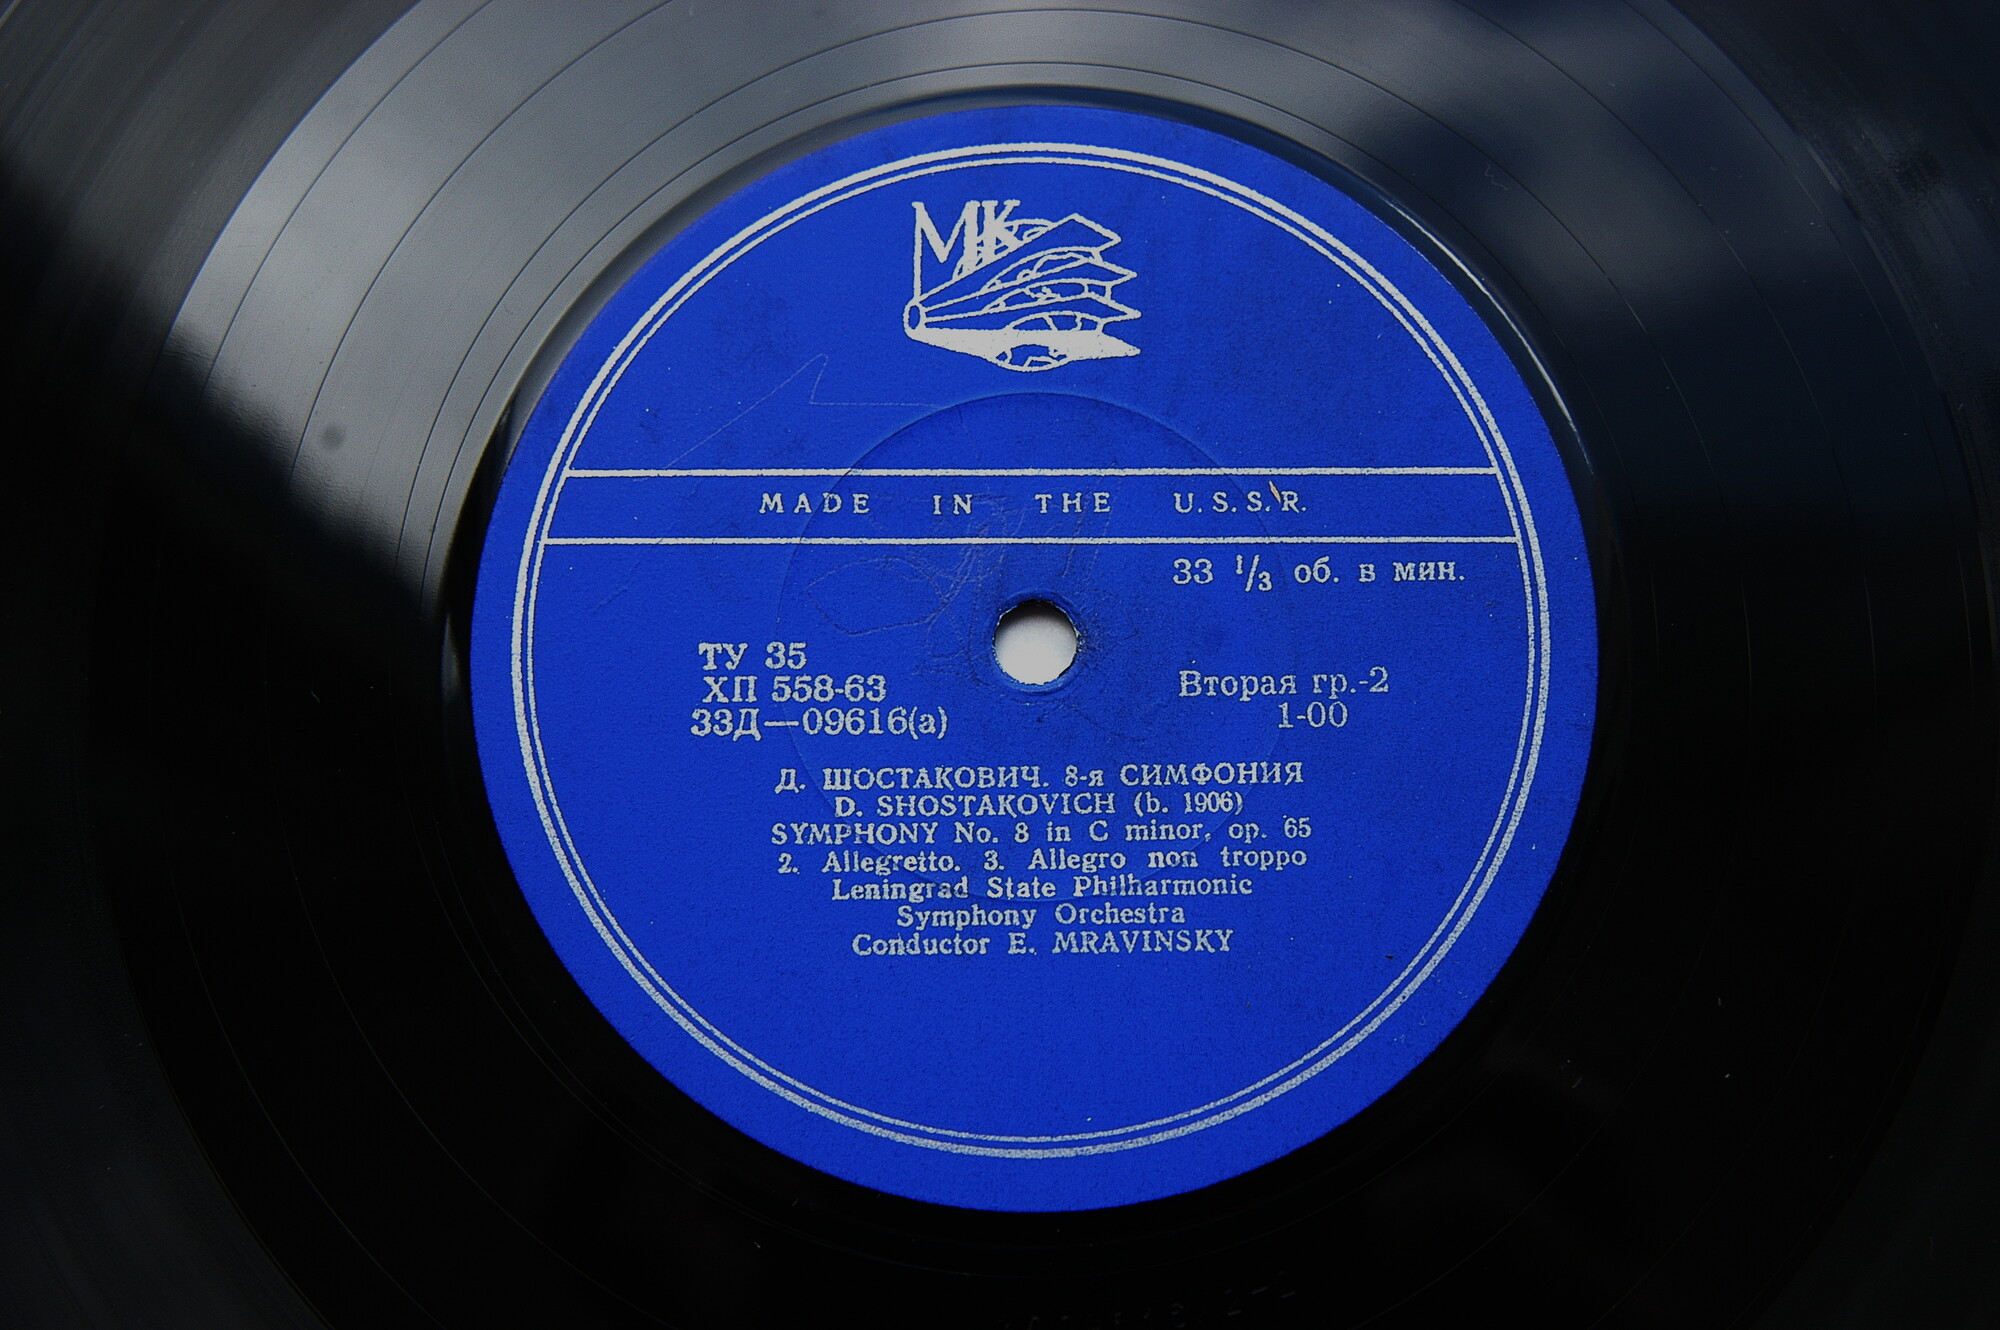 МК
MADE IN THE U.S.S.R.
33 1/3 об. в мин.
ТУ 35
ХП 558-63
33Д—09616(а)
Вторая гр.-2
1-00
Д. ШОСТАКОВИЧ. 8-я СИМФОНИЯ
D. SHOSTAKOVICH (b. 1906)
SYMPHONY No. 8 in C minor, op. 65
2. Allegretto. 3. Allegro non troppo
Leningrad State Philharmonic
Symphony Orchestra
Conductor E. MRAVINSKY